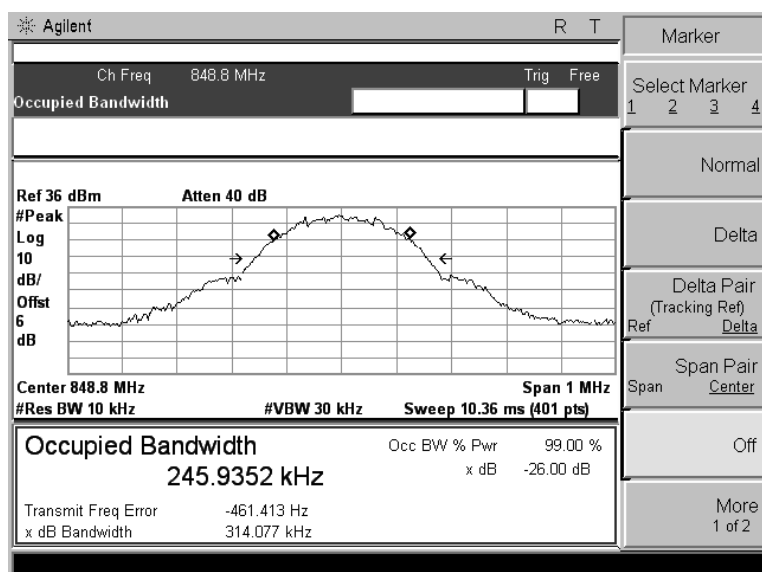 Agilent R T
Ch Freq 848.8 MHz Trig Free
Occupied Bandwidth
Ref 36 dBm Atten 40 dB
#Peak
Log
10
dB/
Offst
6
dB
Center 848.8 MHz Span 1 MHz
#Res BW 10 kHz #VBW 30 kHz Sweep 10.36 ms (401 pts)
Occupied Bandwidth
245.9352 kHz
Occ BW % Pwr 99.00 %
x dB -26.00 dB
Transmit Freq Error -461.413 Hz
x dB Bandwidth 314.077 kHz
Marker
Select Marker
1 2 3 4
Normal
Delta
Delta Pair
(Tracking Ref)
Ref Delta
Span Pair
Span Center
Off
More
1 of 2